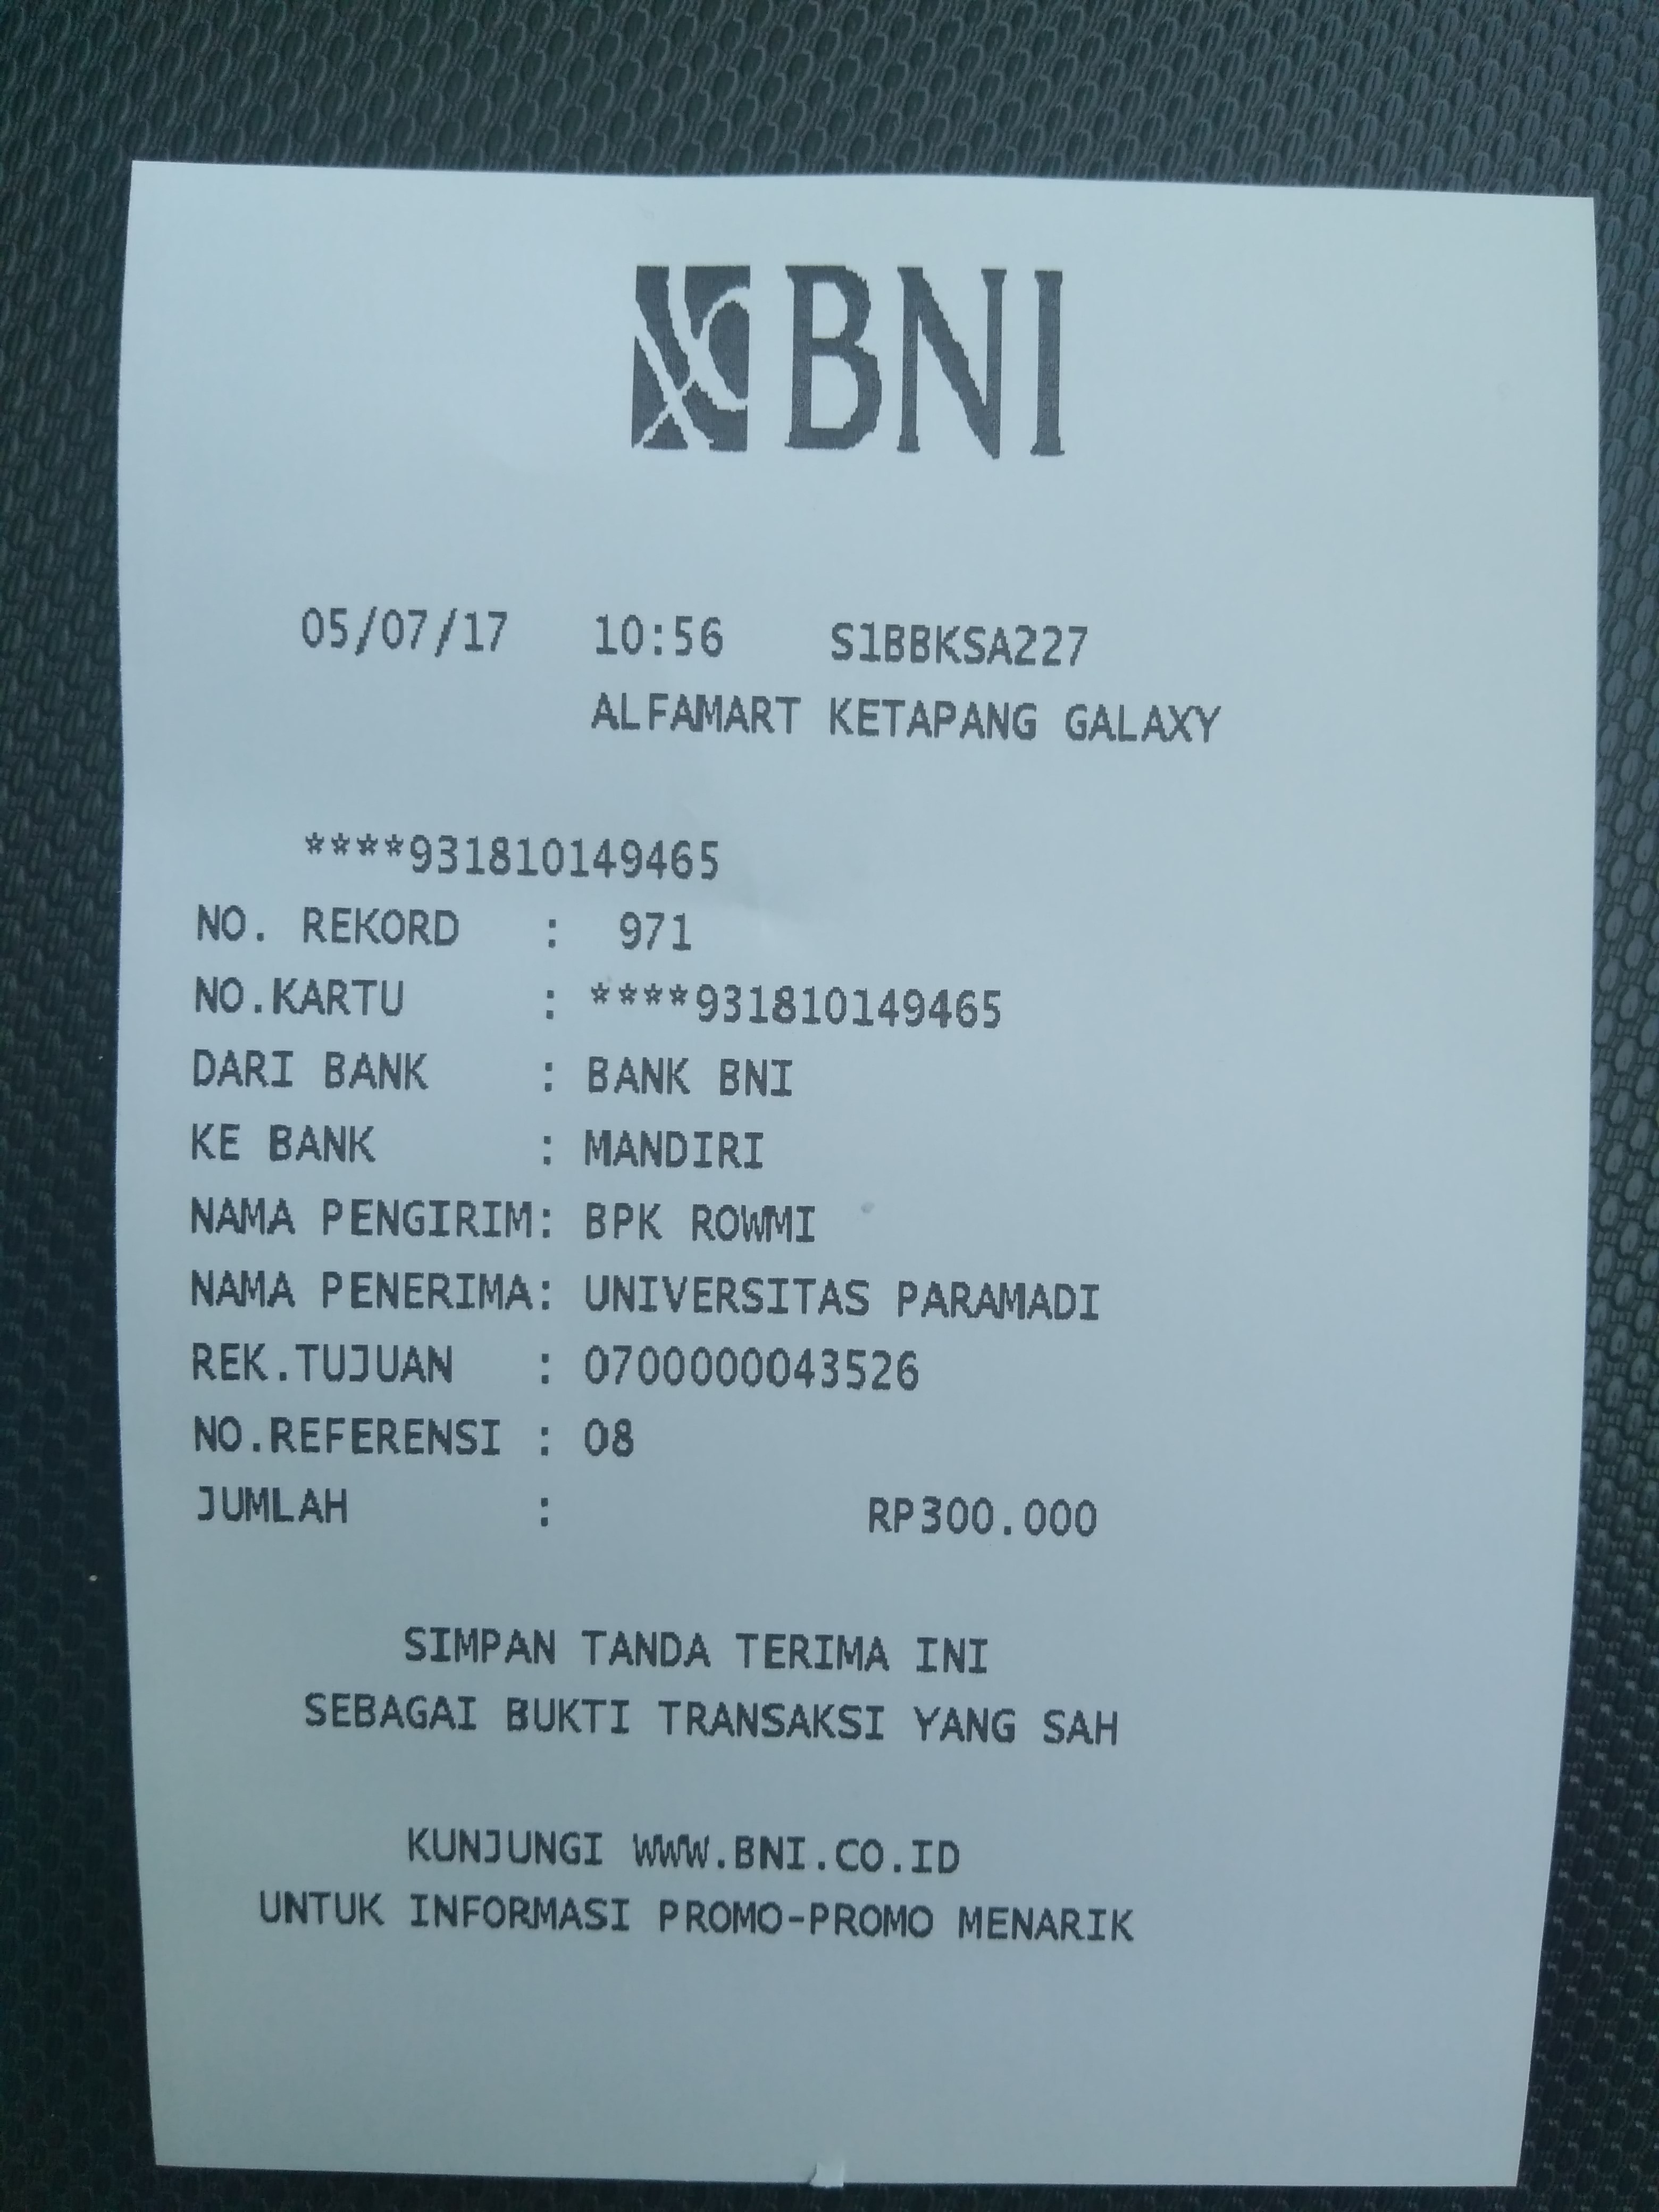 BNI
05/07/17 10:56 S1BBKSA227
ALFAMART KETAPANG GALAXY
****931810149465
NO. REKORD : 971
NO.KARTU : ****931810149465
DARI BANK : BANK BNI
KE BANK : MANDIRI
NAMA PENGIRIM: BPK ROWMI
NAMA PENERIMA: UNIVERSITAS PARAMADI
REK.TUJUAN : 0700000043526
NO.REFERENSI : 08
JUMLAH : RP300.000
SIMPAN TANDA TERIMA INI
SEBAGAI BUKTI TRANSAKSI YANG SAH
KUNJUNGI WWW.BNI.CO.ID
UNTUK INFORMASI PROMO-PROMO MENARIK